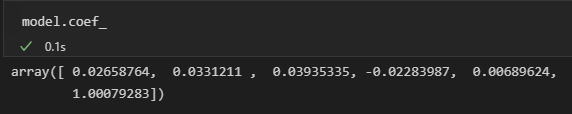 model.coef_
✓ 0.1s
array([ 0.02658764,  0.0331211 ,  0.03935335, -0.02283987,  0.00689624,
        1.00079283])